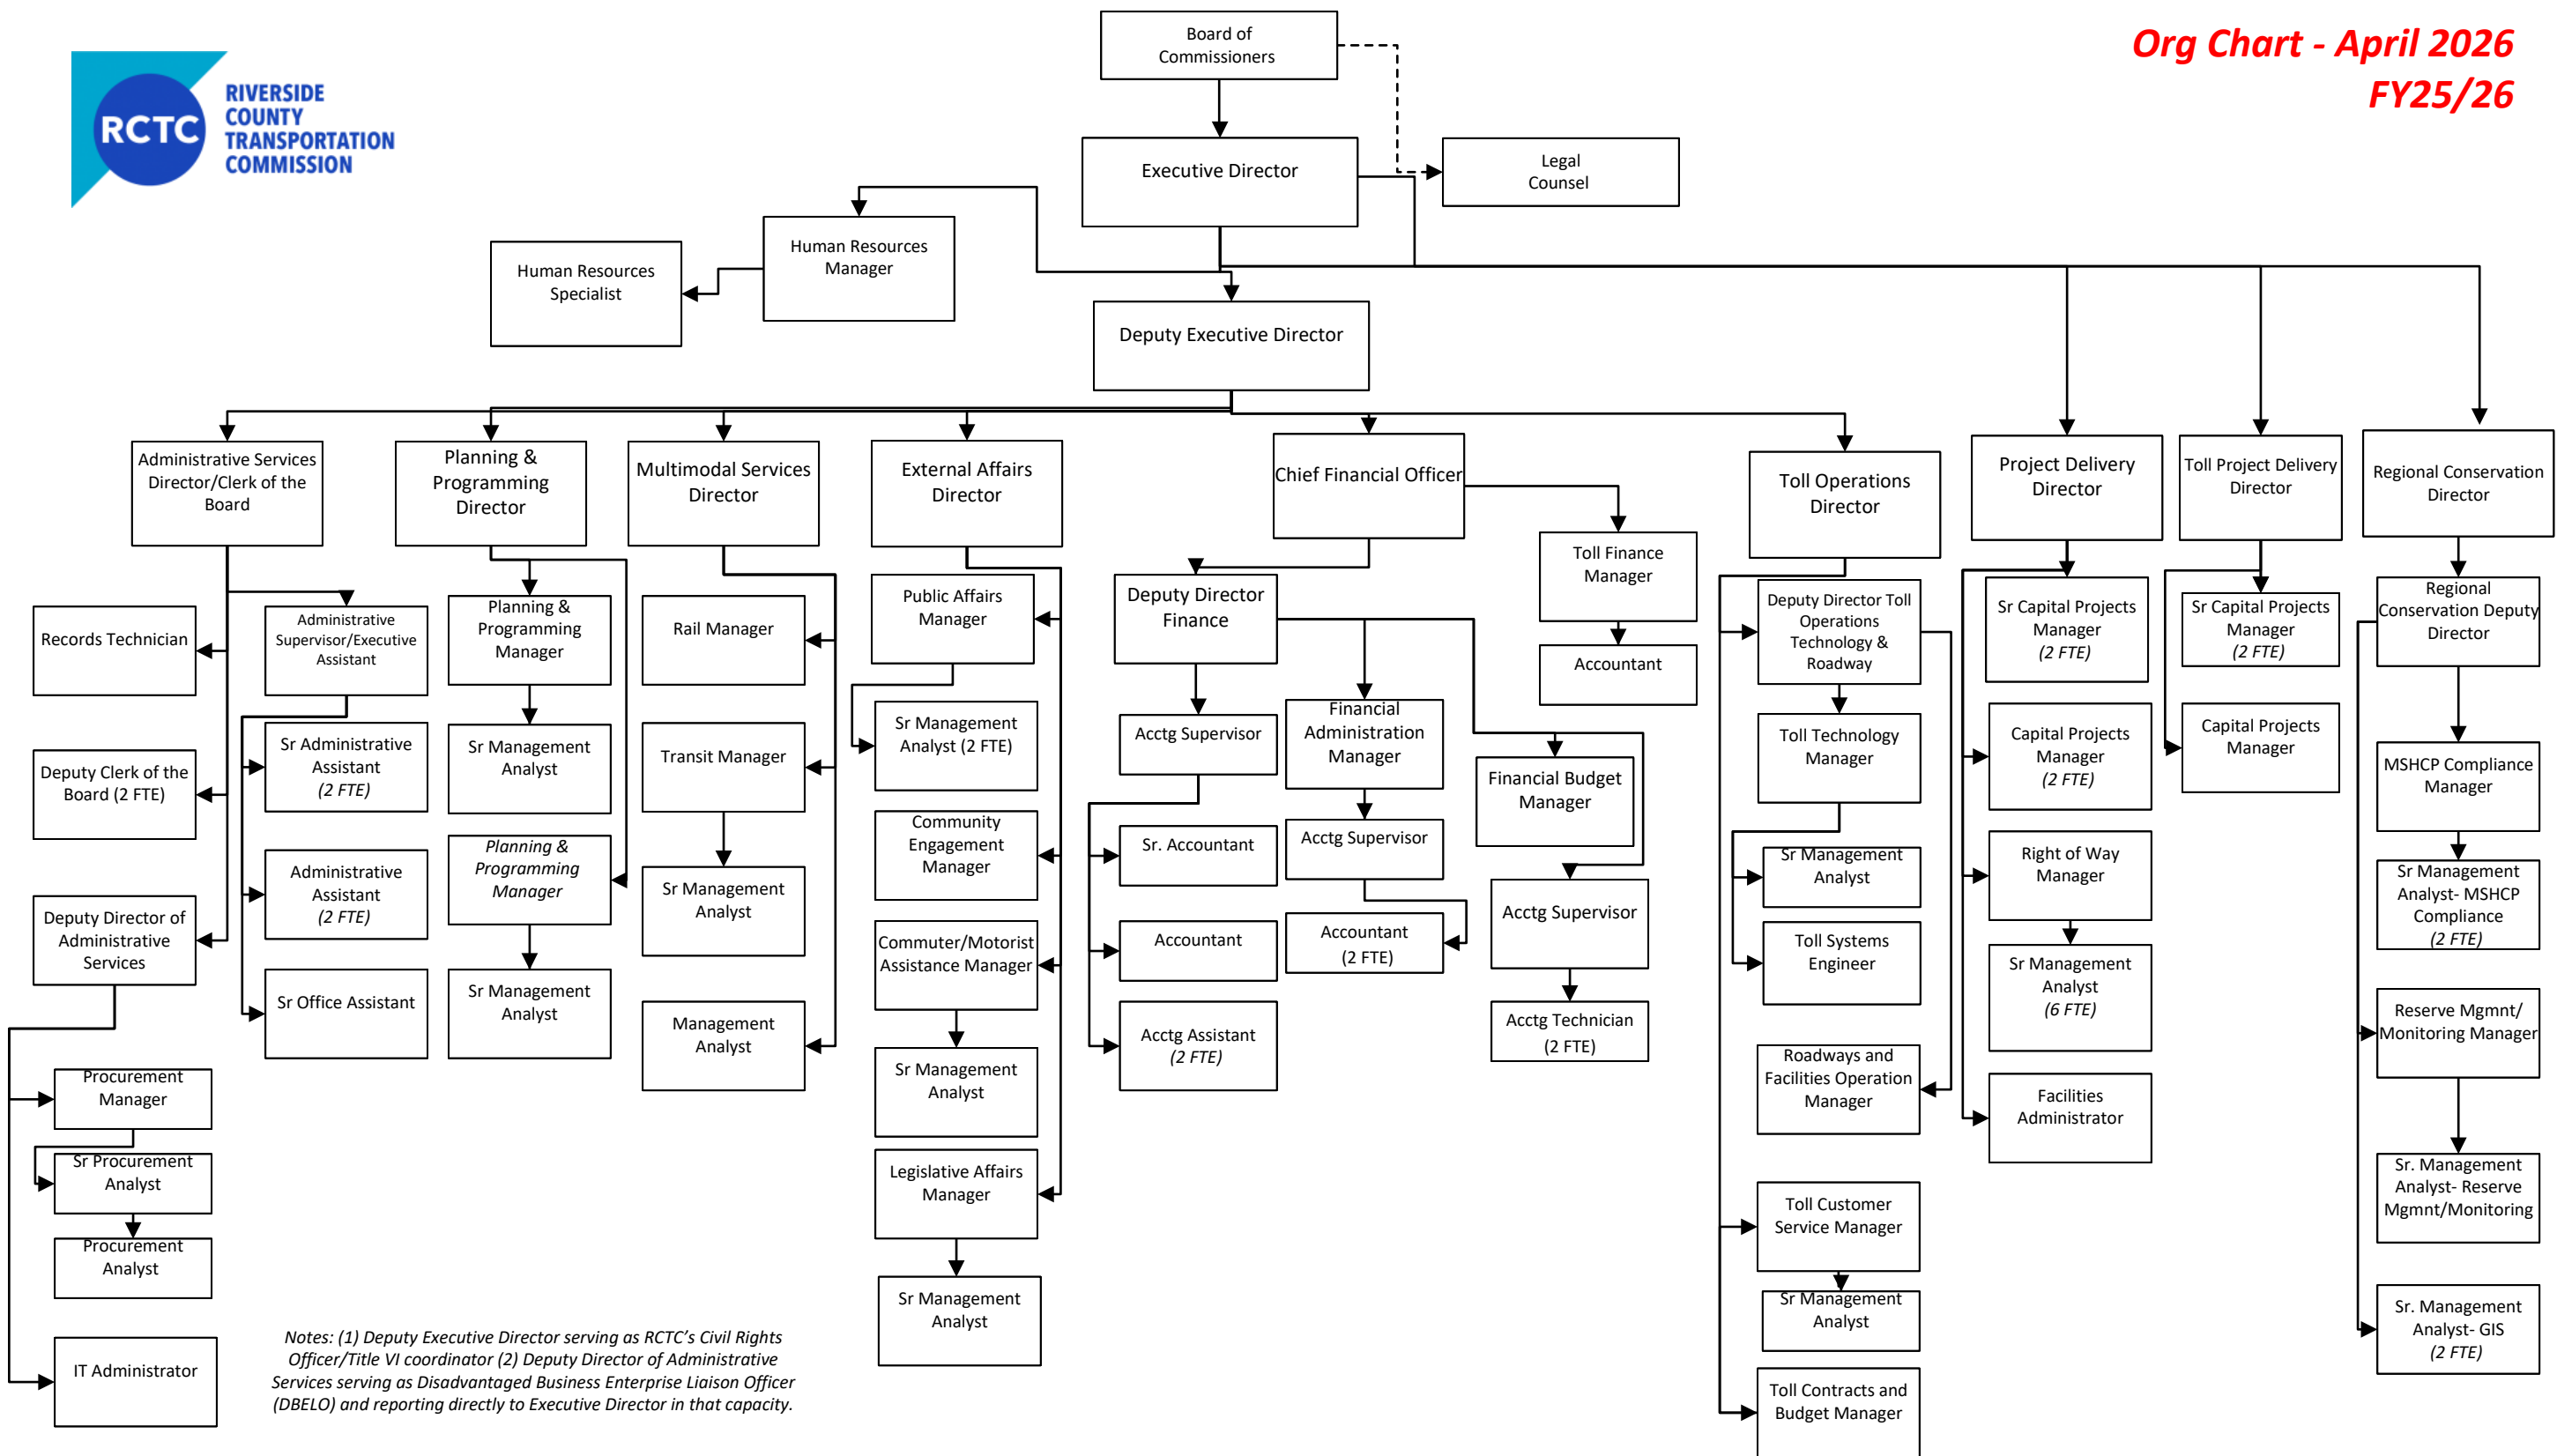 Org Chart - April 2026
FY25/26
RCTC
RIVERSIDE
COUNTY
TRANSPORTATION
COMMISSION
Board of
Commissioners
Executive Director
Legal
Counsel
Human Resources
Manager
Human Resources
Specialist
Deputy Executive Director
Administrative Services
Director/Clerk of the
Board
Records Technician
Administrative
Supervisor/Executive
Assistant
Deputy Clerk of the
Board (2 FTE)
Sr Administrative
Assistant
(2 FTE)
Administrative
Assistant
(2 FTE)
Sr Office Assistant
Deputy Director of
Administrative
Services
Procurement
Manager
Sr Procurement
Analyst
Procurement
Analyst
IT Administrator
Planning &
Programming
Director
Planning &
Programming
Manager
Sr Management
Analyst
Planning &
Programming
Manager
Sr Management
Analyst
Multimodal Services
Director
Rail Manager
Transit Manager
Sr Management
Analyst
Management
Analyst
External Affairs
Director
Public Affairs
Manager
Sr Management
Analyst (2 FTE)
Community
Engagement
Manager
Commuter/Motorist
Assistance Manager
Sr Management
Analyst
Legislative Affairs
Manager
Sr Management
Analyst
Chief Financial Officer
Toll Finance
Manager
Accountant
Deputy Director
Finance
Acctg Supervisor
Sr. Accountant
Accountant
Acctg Assistant
(2 FTE)
Financial
Administration
Manager
Acctg Supervisor
Accountant
(2 FTE)
Financial Budget
Manager
Acctg Supervisor
Acctg Technician
(2 FTE)
Toll Operations
Director
Deputy Director Toll
Operations
Technology &
Roadway
Toll Technology
Manager
Sr Management
Analyst
Toll Systems
Engineer
Roadways and
Facilities Operation
Manager
Toll Customer
Service Manager
Sr Management
Analyst
Toll Contracts and
Budget Manager
Project Delivery
Director
Sr Capital Projects
Manager
(2 FTE)
Capital Projects
Manager
(2 FTE)
Right of Way
Manager
Sr Management
Analyst
(6 FTE)
Facilities
Administrator
Toll Project Delivery
Director
Sr Capital Projects
Manager
(2 FTE)
Capital Projects
Manager
Regional Conservation
Director
Regional
Conservation Deputy
Director
MSHCP Compliance
Manager
Sr Management
Analyst- MSHCP
Compliance
(2 FTE)
Reserve Mgmnt/
Monitoring Manager
Sr. Management
Analyst- Reserve
Mgmnt/Monitoring
Sr. Management
Analyst- GIS
(2 FTE)
Notes: (1) Deputy Executive Director serving as RCTC’s Civil Rights
Officer/Title VI coordinator (2) Deputy Director of Administrative
Services serving as Disadvantaged Business Enterprise Liaison Officer
(DBELO) and reporting directly to Executive Director in that capacity.